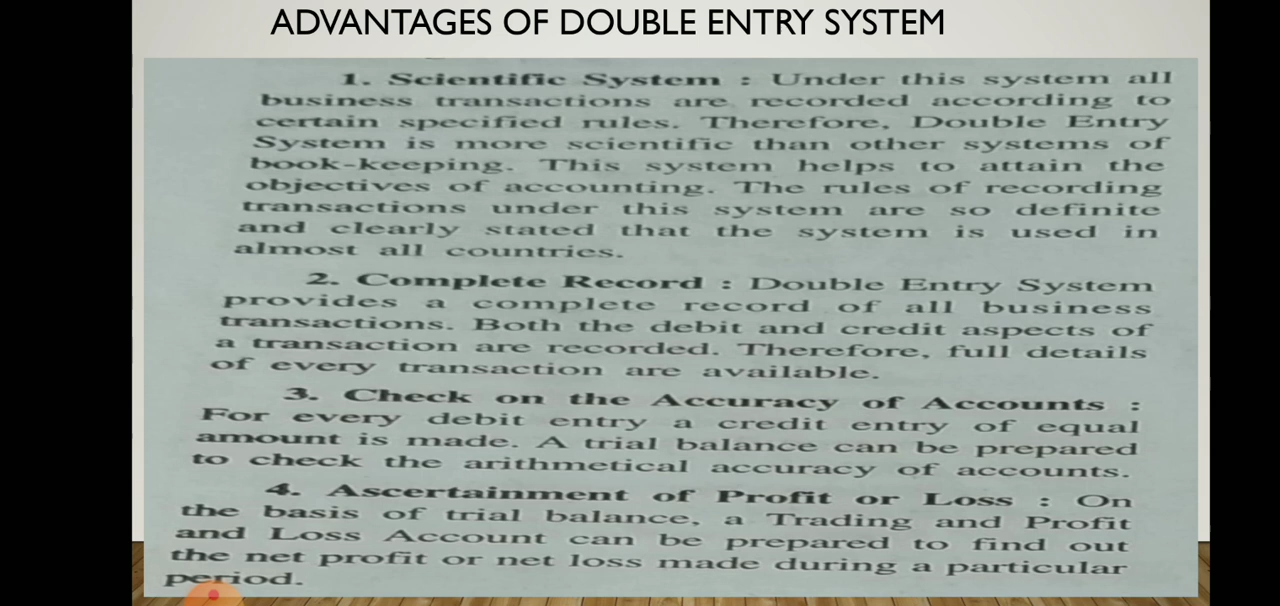 ADVANTAGES OF DOUBLE ENTRY SYSTEM
1. Scientific System : Under this system all
business transactions are recorded according to
certain specified rules. Therefore, Double Entry
System is more scientific than other systems of
book-keeping. This system helps to attain the
objectives of accounting. The rules of recording
transactions under this system are so definite
and clearly stated that the system is used in
almost all countries.
2. Complete Record : Double Entry System
provides a complete record of all business
transactions. Both the debit and credit aspects of
a transaction are recorded. Therefore, full details
of every transaction are available.
3. Check on the Accuracy of Accounts :
For every debit entry a credit entry of equal
amount is made. A trial balance can be prepared
to check the arithmetical accuracy of accounts.
4. Ascertainment of Profit or Loss : On
the basis of trial balance, a Trading and Profit
and Loss Account can be prepared to find out
the net profit or net loss made during a particular
period.